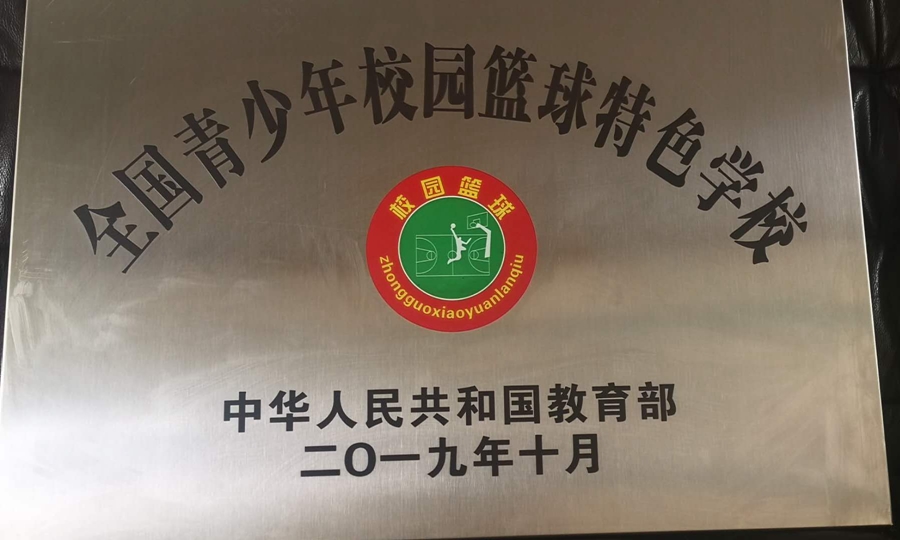 全国青少年校园篮球特色学校
校园篮球
zhongguoxiaoyuanlanqiu
中华人民共和国教育部
二O一九年十月